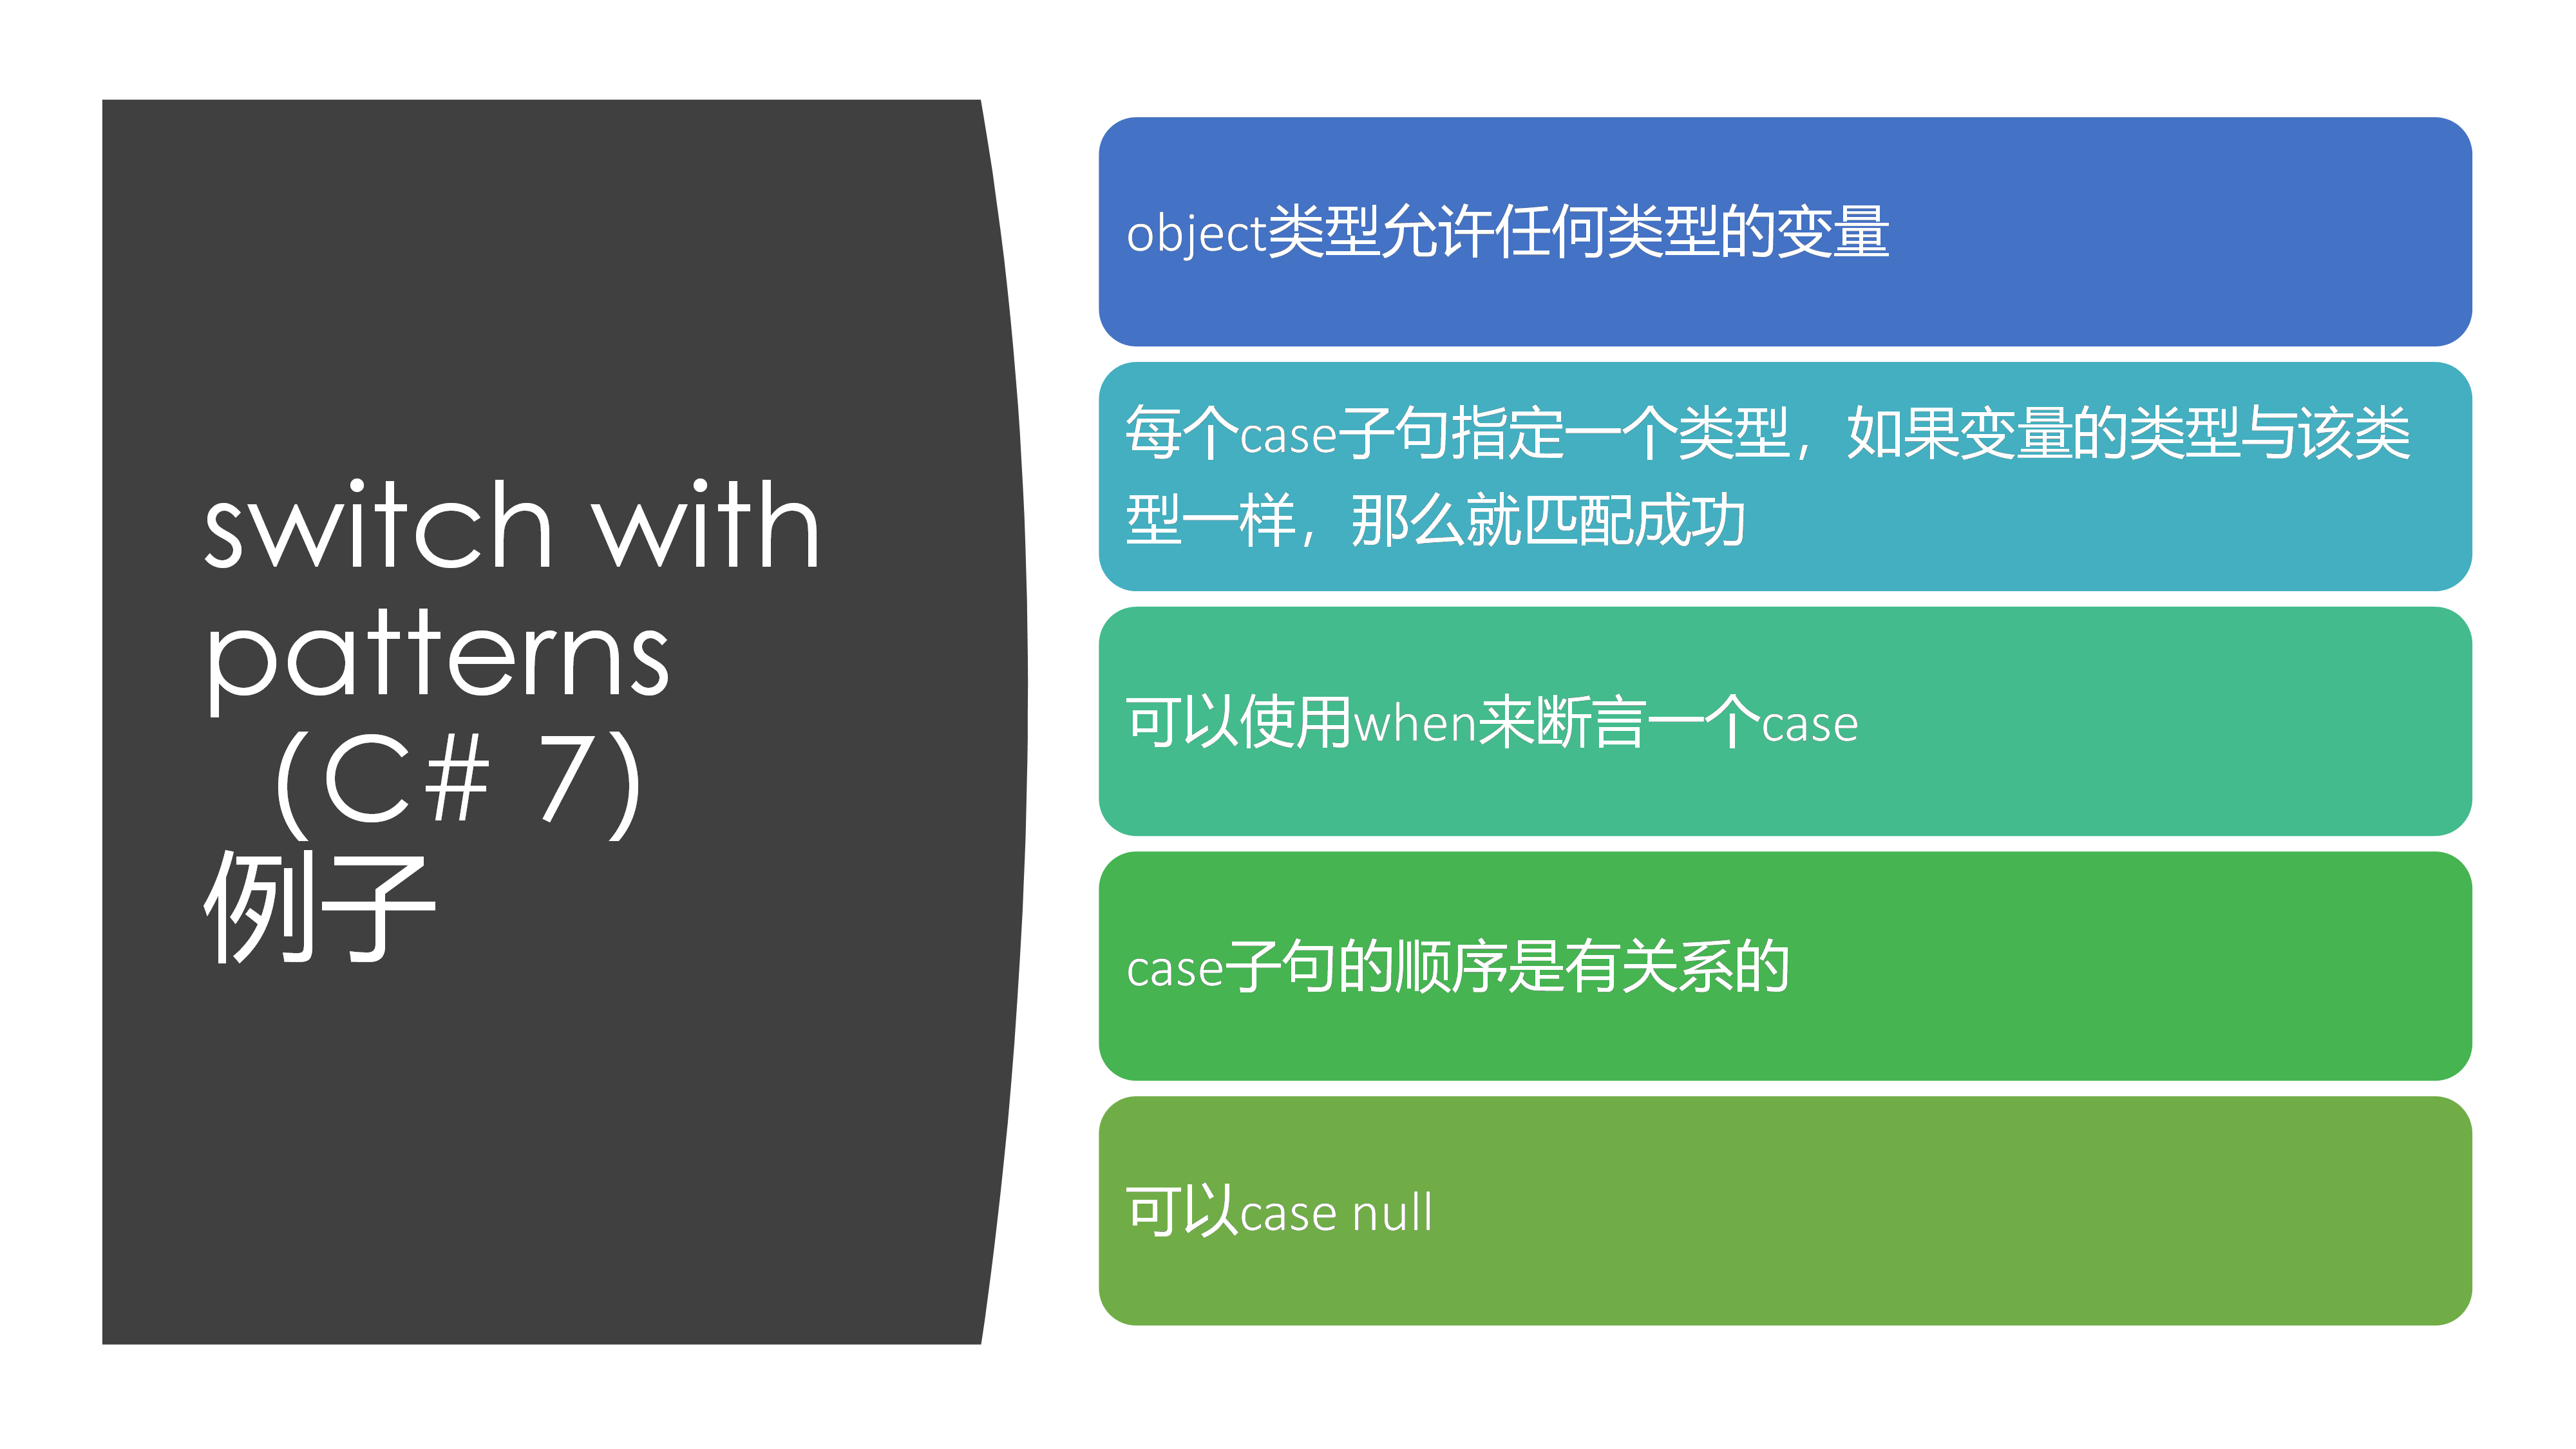 switch with
patterns
（C# 7)
例子
object类型允许任何类型的变量
每个case子句指定一个类型，如果变量的类型与该类
型一样，那么就匹配成功
可以使用when来断言一个case
case子句的顺序是有关系的
可以case null